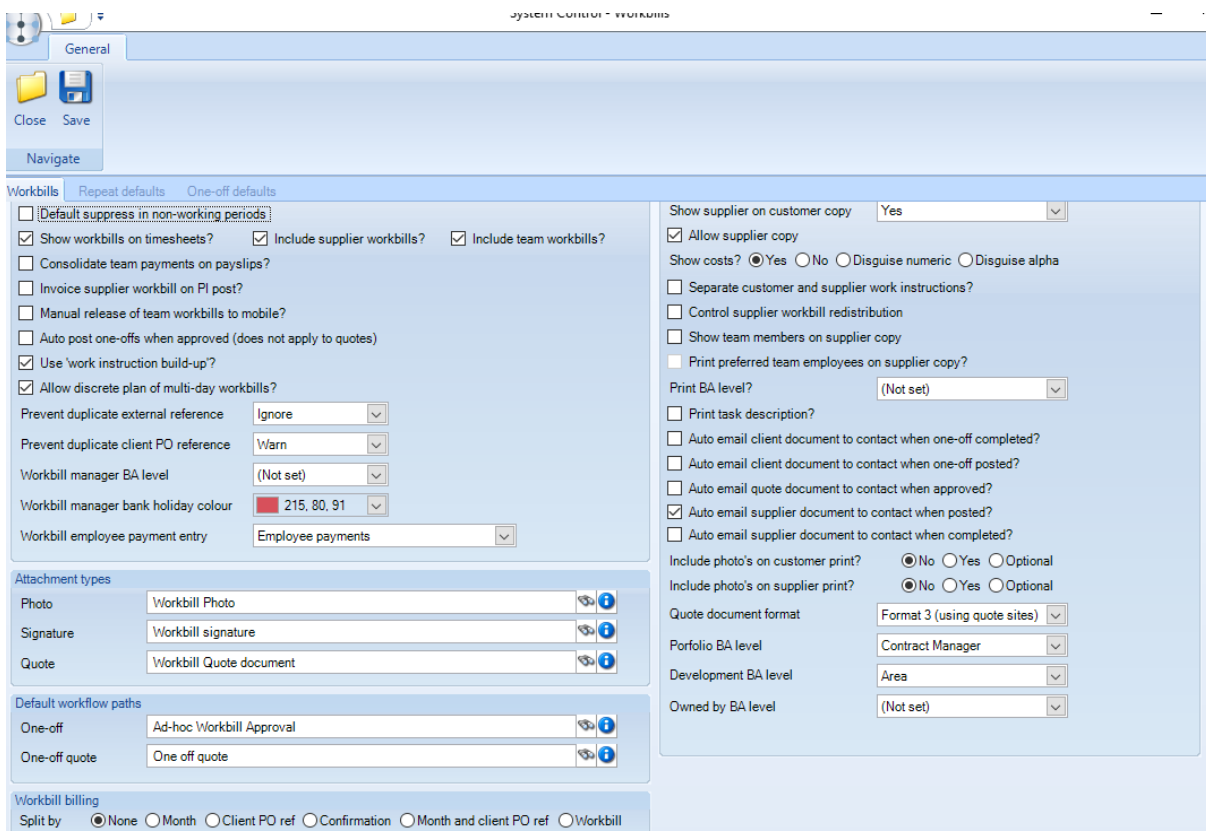 System Control - Workbills
General
Close Save
Navigate
Workbills Repeat defaults One-off defaults
Default suppress in non-working periods
Show workbills on timesheets? Include supplier workbills? Include team workbills?
Consolidate team payments on payslips?
Invoice supplier workbill on PI post?
Manual release of team workbills to mobile?
Auto post one-offs when approved (does not apply to quotes)
Use 'work instruction build-up'?
Allow discrete plan of multi-day workbills?
Prevent duplicate external reference Ignore
Prevent duplicate client PO reference Warn
Workbill manager BA level (Not set)
Workbill manager bank holiday colour 215, 80, 91
Workbill employee payment entry Employee payments
Attachment types
Photo Workbill Photo
Signature Workbill signature
Quote Workbill Quote document
Default workflow paths
One-off Ad-hoc Workbill Approval
One-off quote One off quote
Workbill billing
Split by None Month Client PO ref Confirmation Month and client PO ref Workbill
Show supplier on customer copy Yes
Allow supplier copy
Show costs? Yes No Disguise numeric Disguise alpha
Separate customer and supplier work instructions?
Control supplier workbill redistribution
Show team members on supplier copy
Print preferred team employees on supplier copy?
Print BA level? (Not set)
Print task description?
Auto email client document to contact when one-off completed?
Auto email client document to contact when one-off posted?
Auto email quote document to contact when approved?
Auto email supplier document to contact when posted?
Auto email supplier document to contact when completed?
Include photo's on customer print? No Yes Optional
Include photo's on supplier print? No Yes Optional
Quote document format Format 3 (using quote sites)
Porfolio BA level Contract Manager
Development BA level Area
Owned by BA level (Not set)